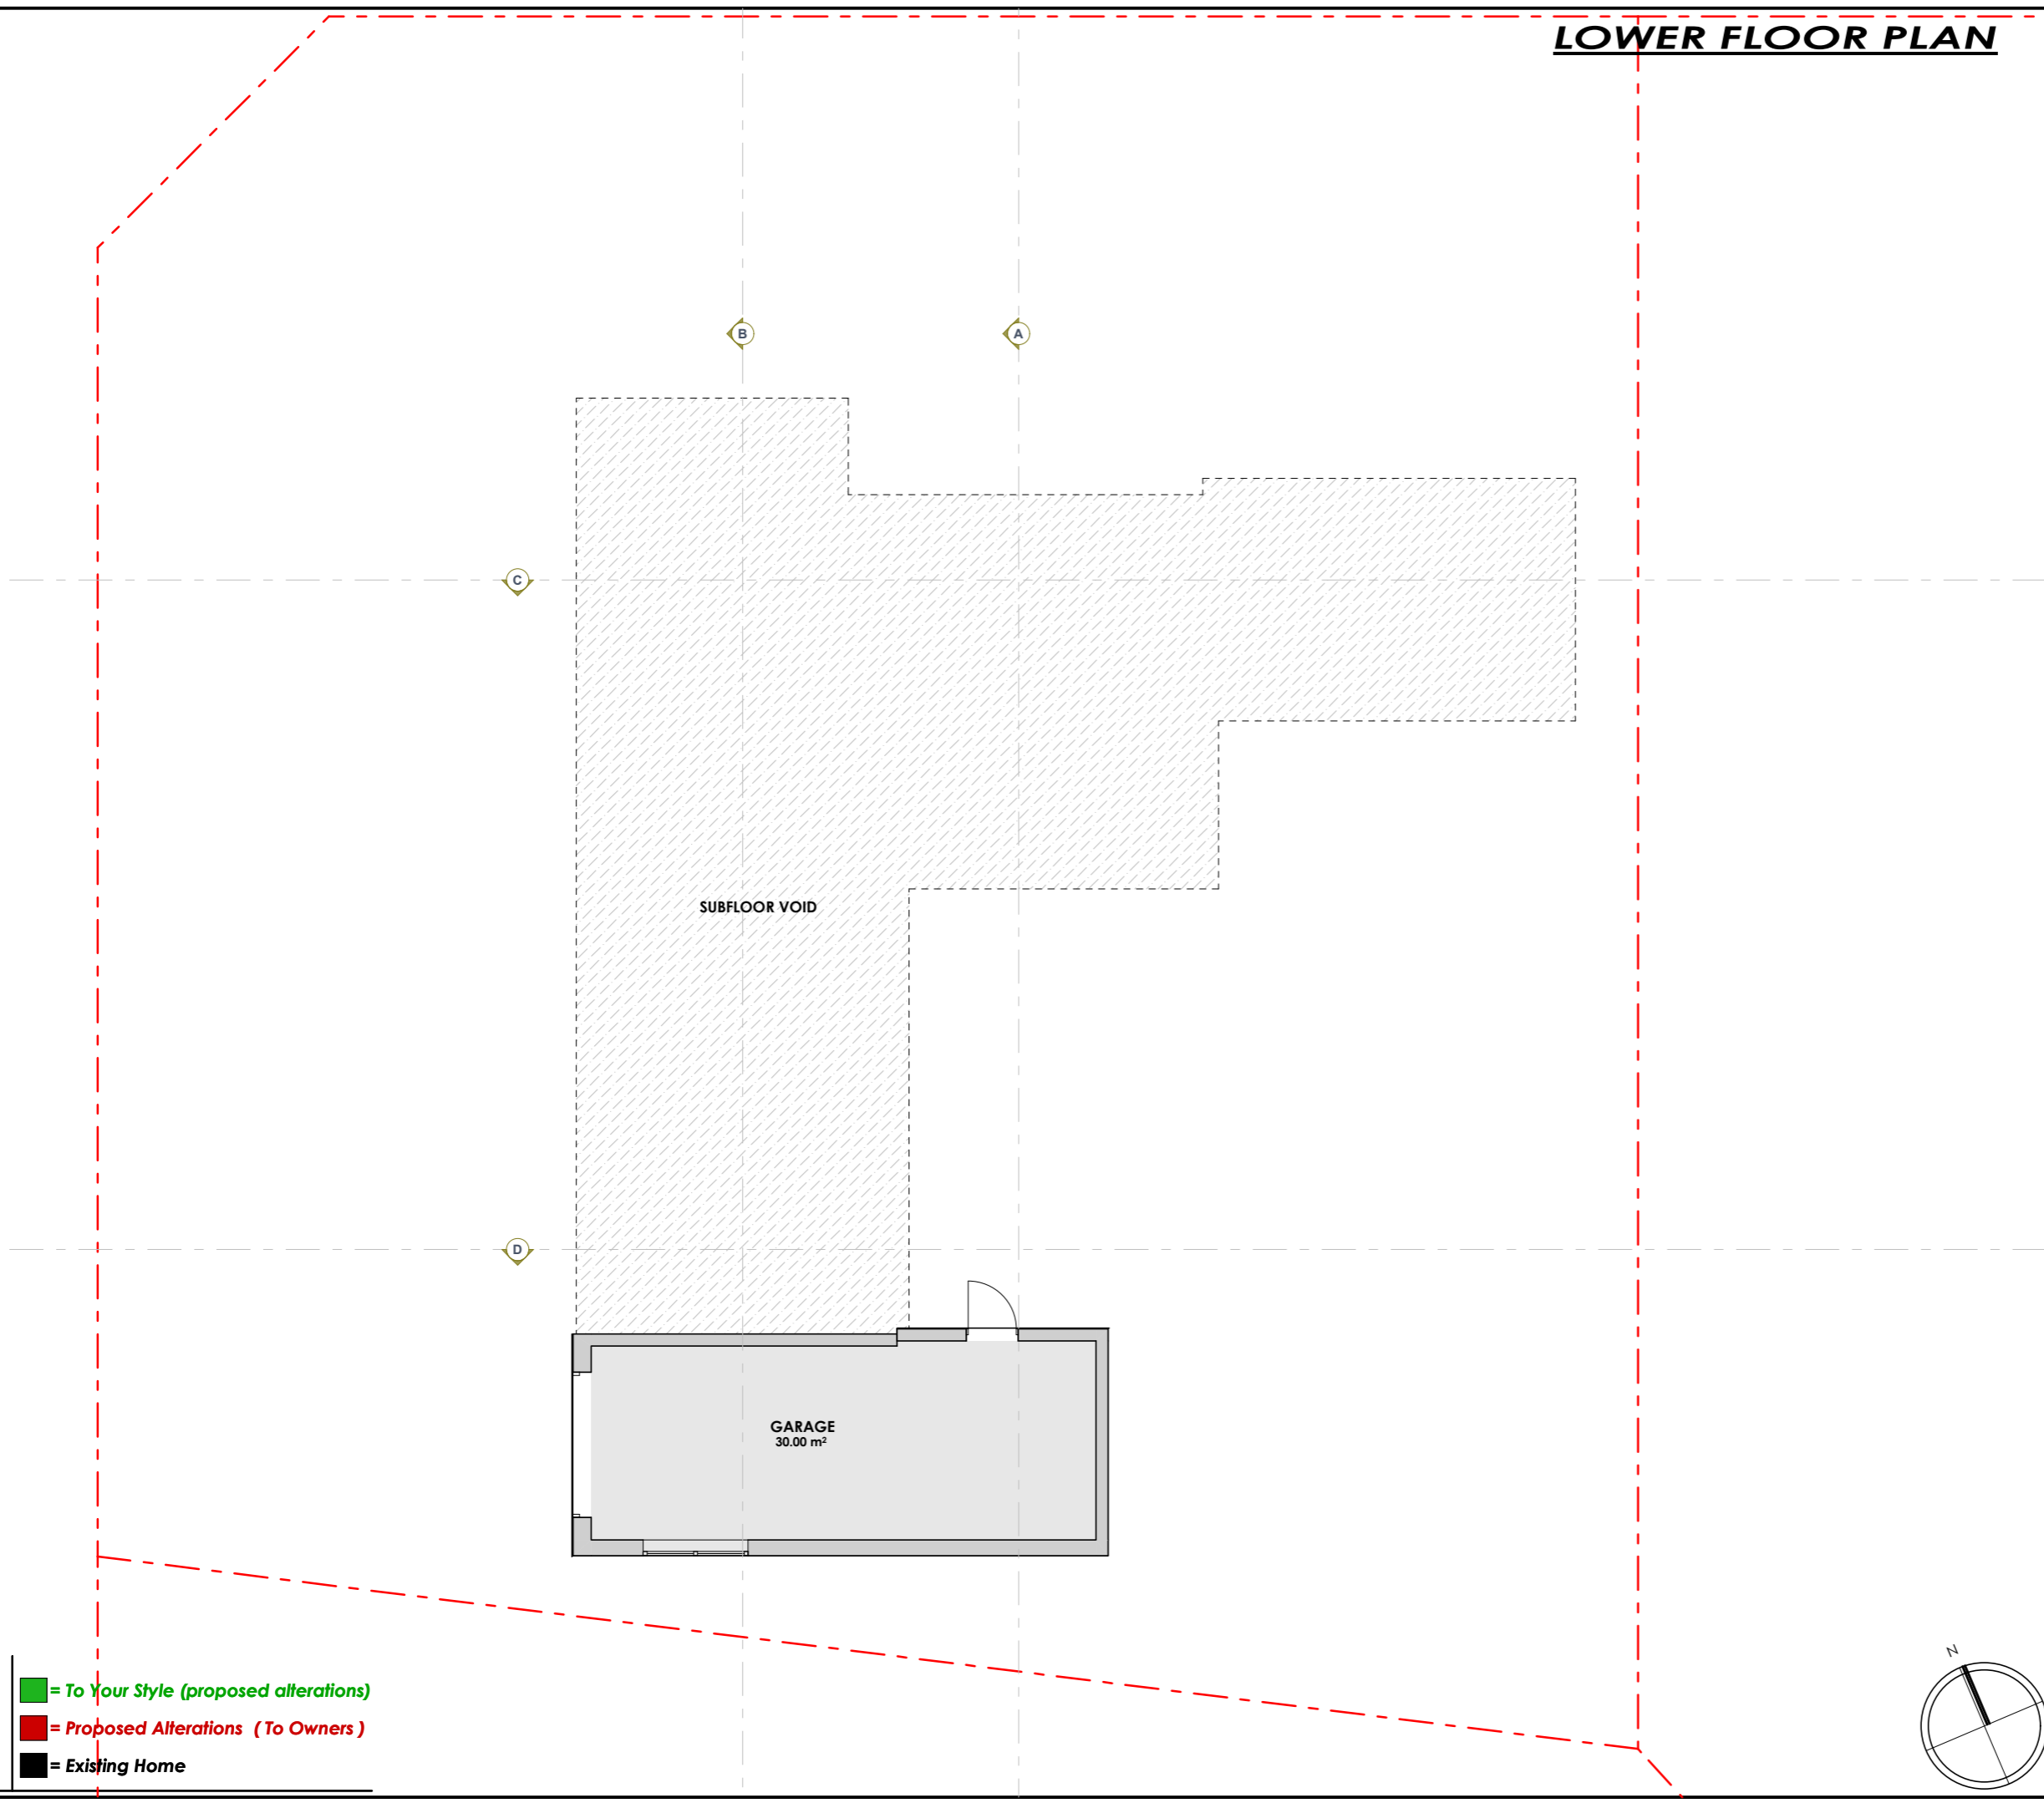 LOWER FLOOR PLAN
B
A
C
SUBFLOOR VOID
D
GARAGE
30.00 m²
N
= To Your Style (proposed alterations)
= Proposed Alterations ( To Owners )
= Existing Home